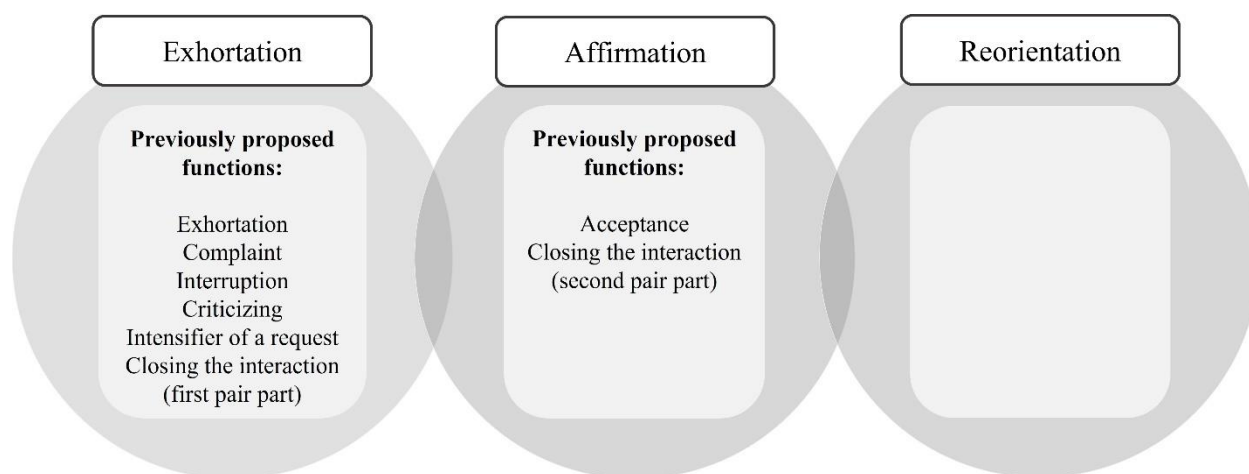 Exhortation
Previously proposed
functions:
Exhortation
Complaint
Interruption
Criticizing
Intensifier of a request
Closing the interaction
(first pair part)
Affirmation
Previously proposed
functions:
Acceptance
Closing the interaction
(second pair part)
Reorientation